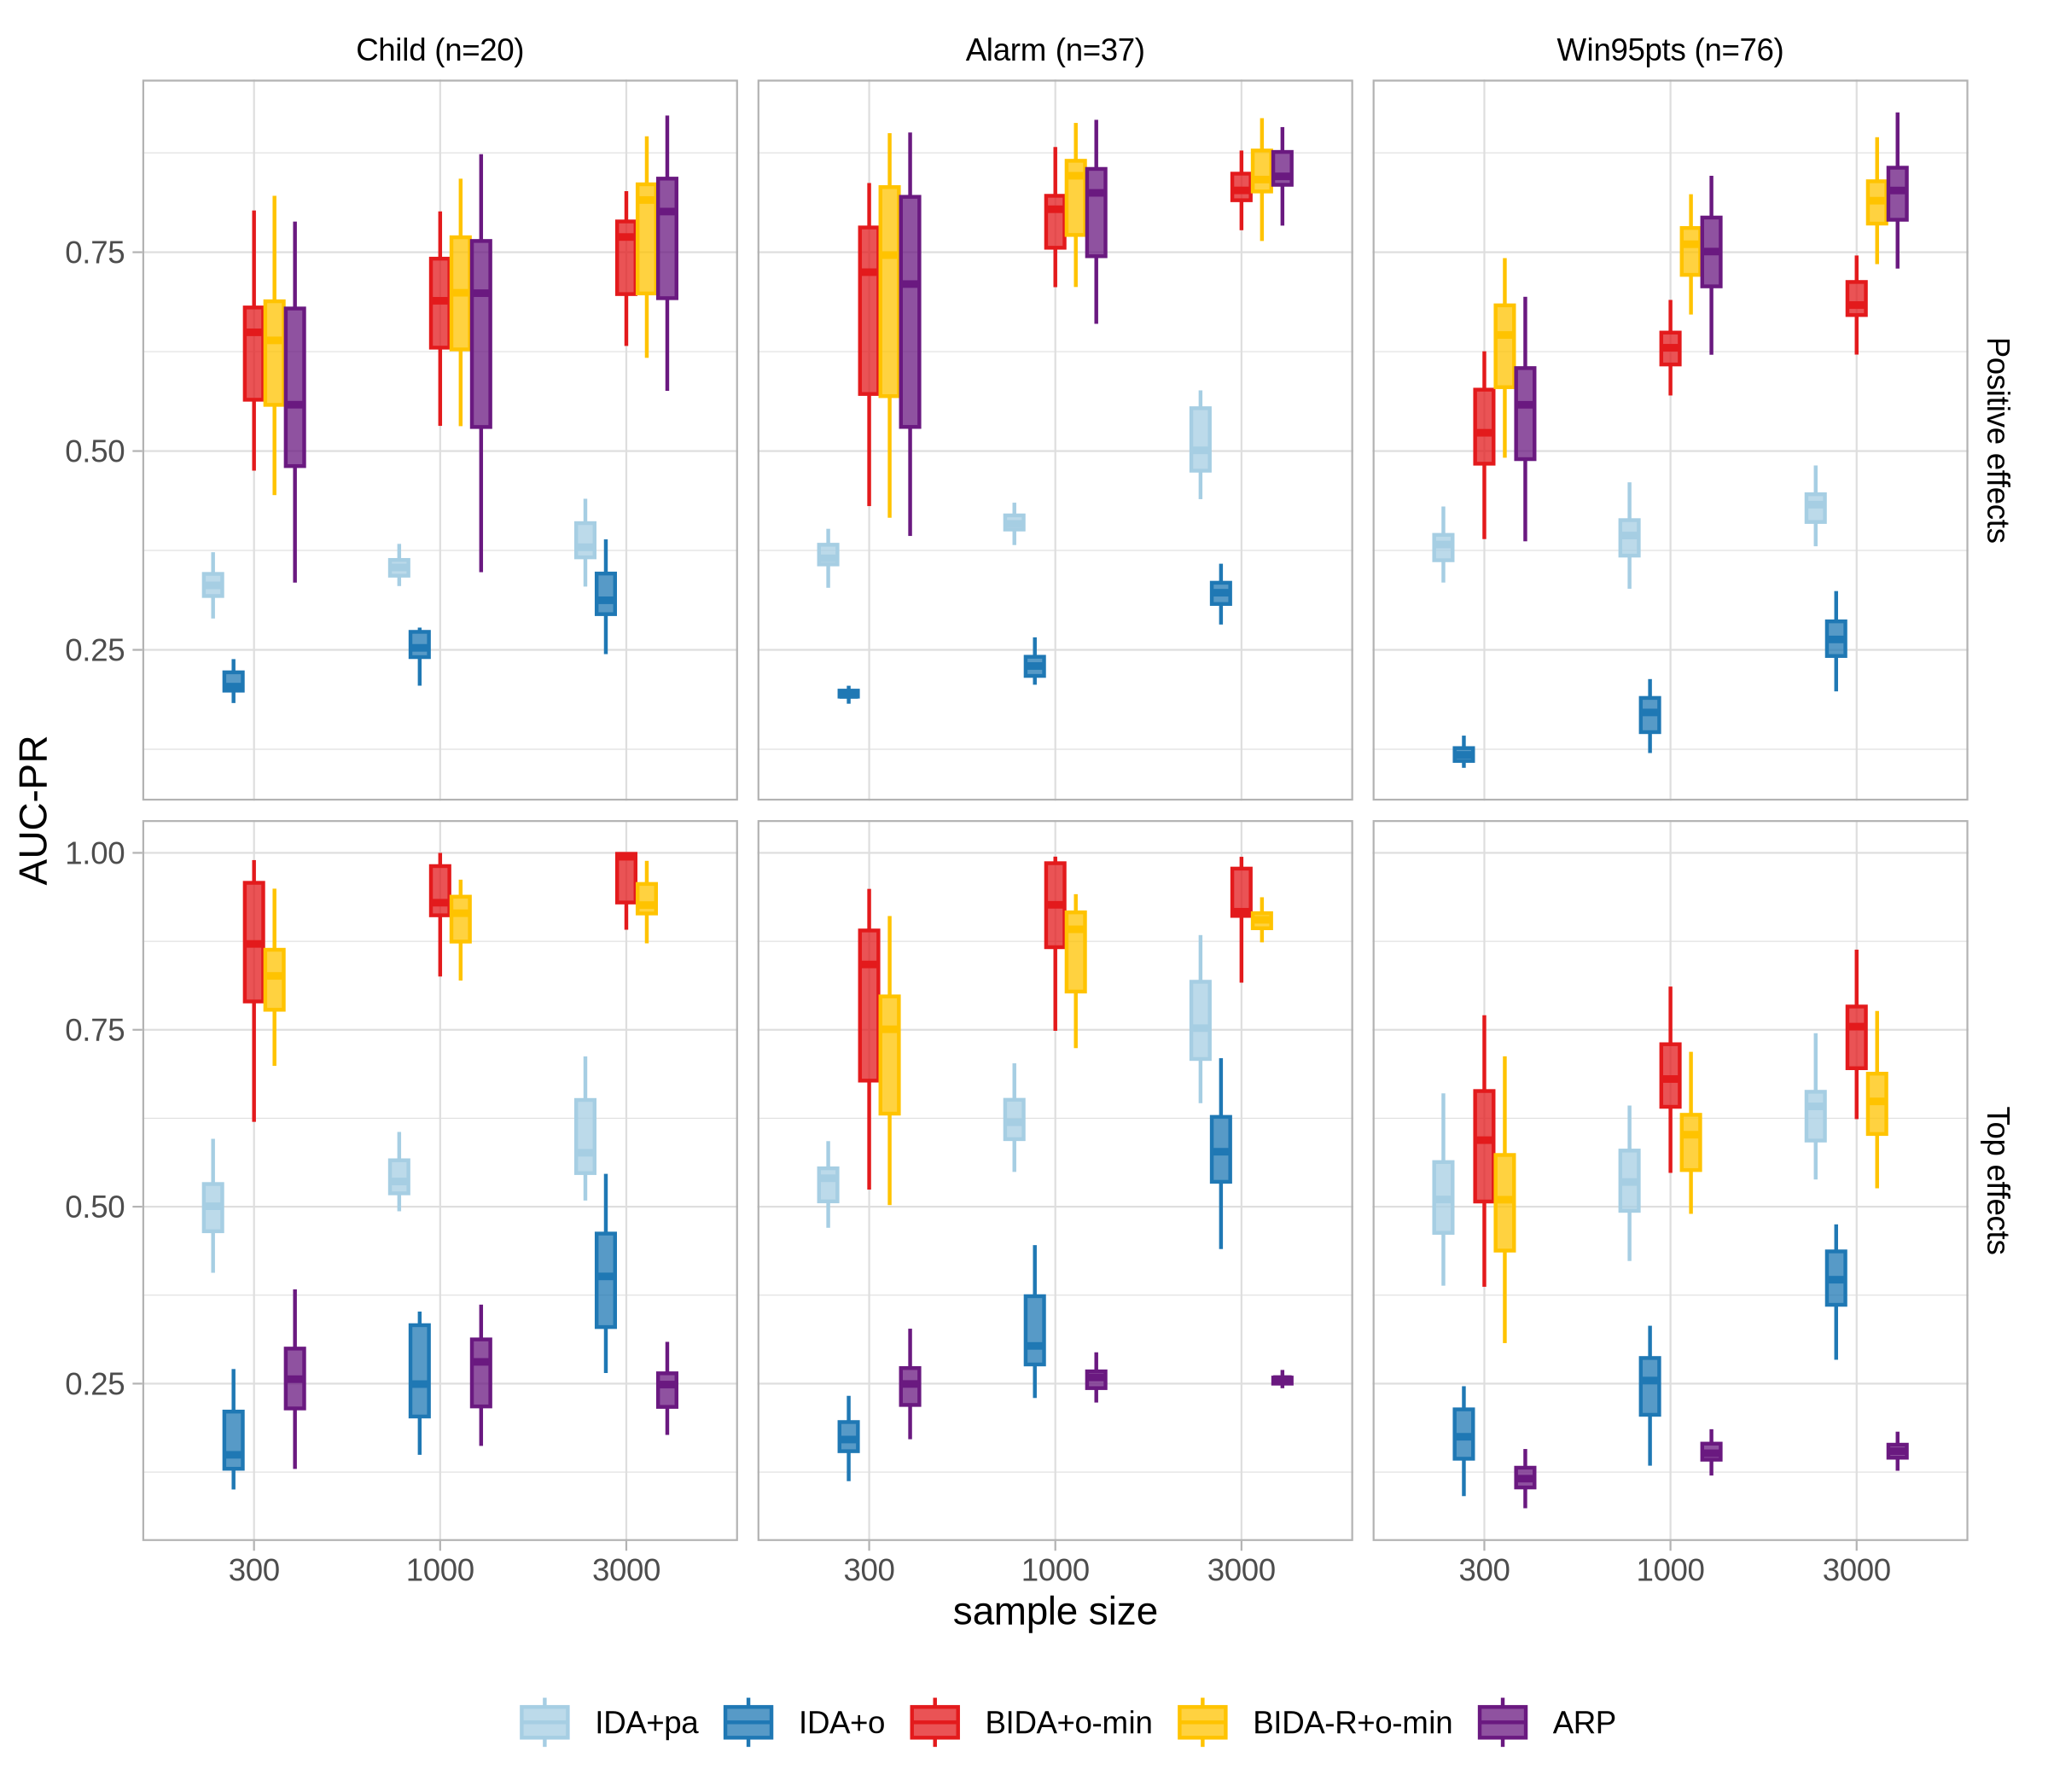 Child (n=20)
Alarm (n=37)
Win95pts (n=76)
0.75
0.50
0.25
Positive effects
AUC-PR
1.00
0.75
0.50
0.25
Top effects
300 1000 3000
300 1000 3000
300 1000 3000
sample size
IDA+pa IDA+o BIDA+o-min BIDA-R+o-min ARP